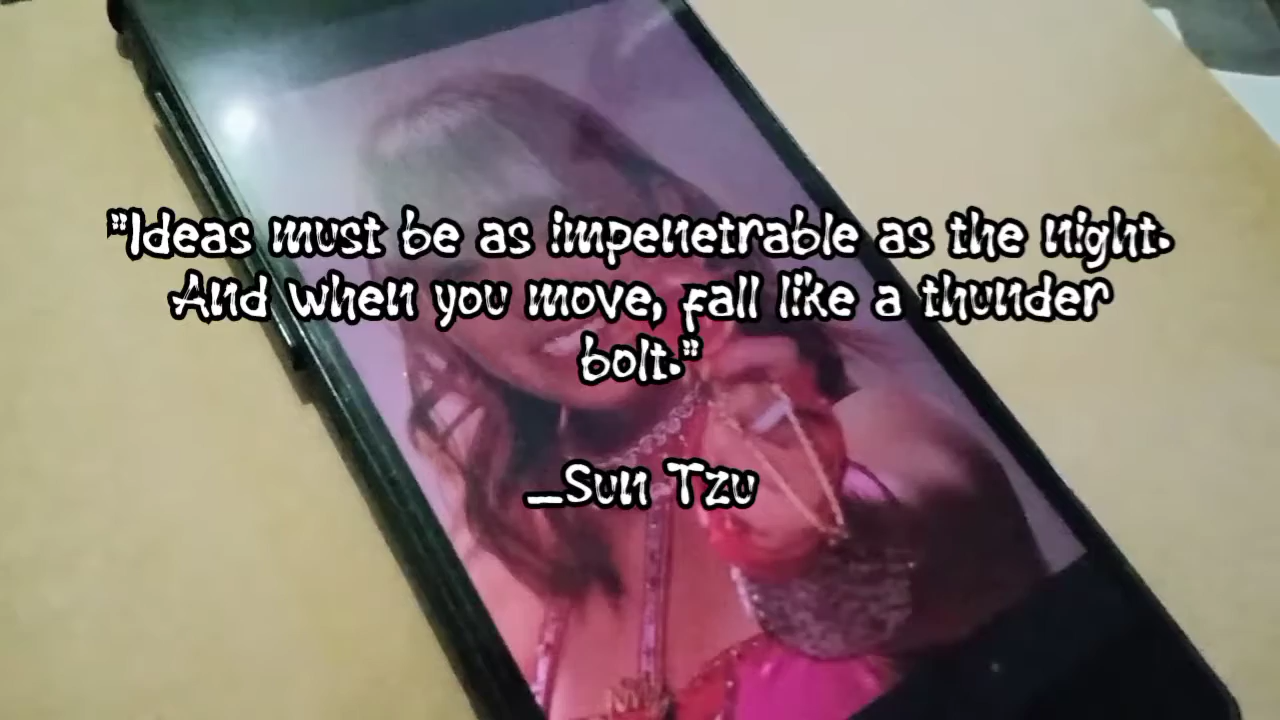 "Ideas must be as impenetrable as the night.
And when you move, fall like a thunder
bolt."
_Sun Tzu